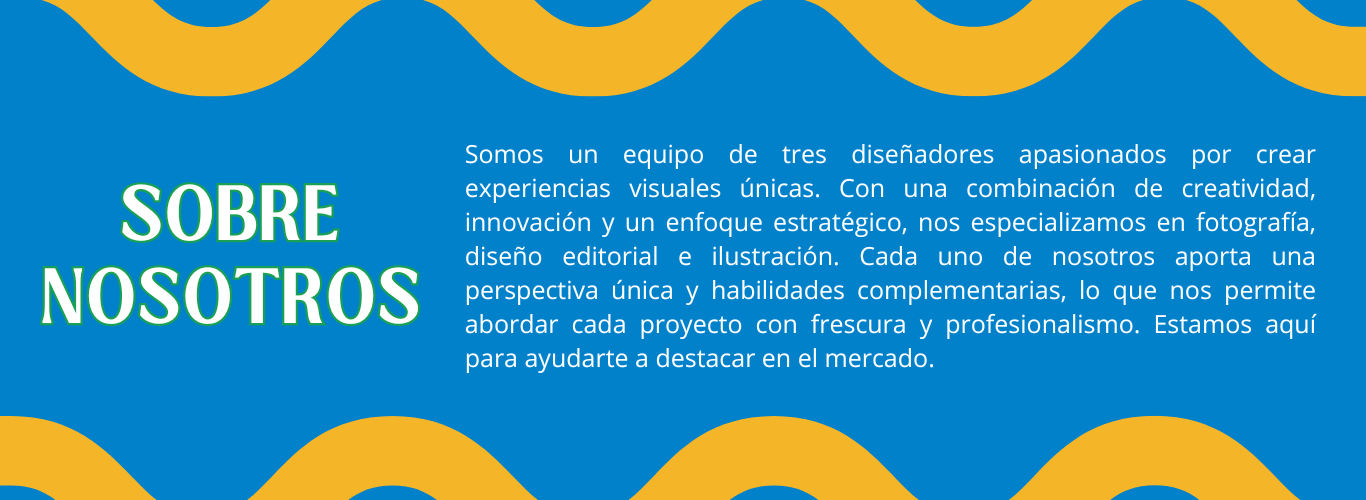 SOBRE
NOSOTROS
Somos un equipo de tres diseñadores apasionados por crear
experiencias visuales únicas. Con una combinación de creatividad,
innovación y un enfoque estratégico, nos especializamos en fotografía,
diseño editorial e ilustración. Cada uno de nosotros aporta una
perspectiva única y habilidades complementarias, lo que nos permite
abordar cada proyecto con frescura y profesionalismo. Estamos aquí
para ayudarte a destacar en el mercado.